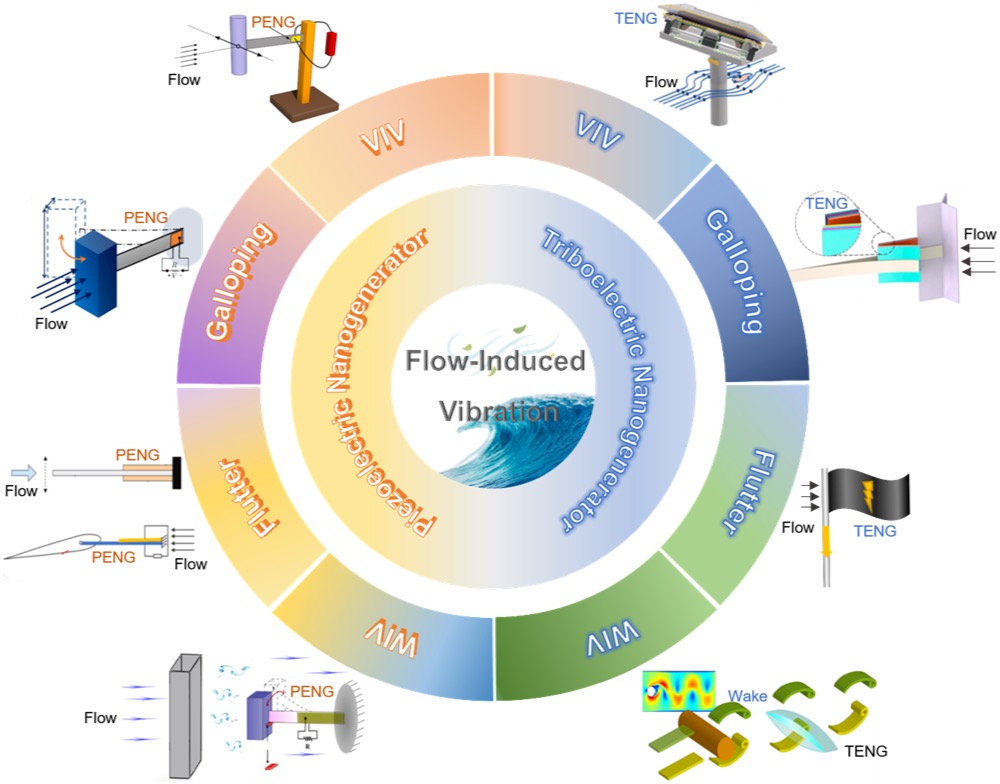 PENG
Flow
TENG
Flow
VIV
VIV
PENG
Flow
Galloping
Galloping
TENG
Flow
Piezoelectric Nanogenerator
Triboelectric Nanogenerator
Flow-Induced
Vibration
PENG
Flow
PENG
Flow
Flutter
Flutter
Flow
TENG
WIV
WIV
Flow
PENG
R
Wake
TENG